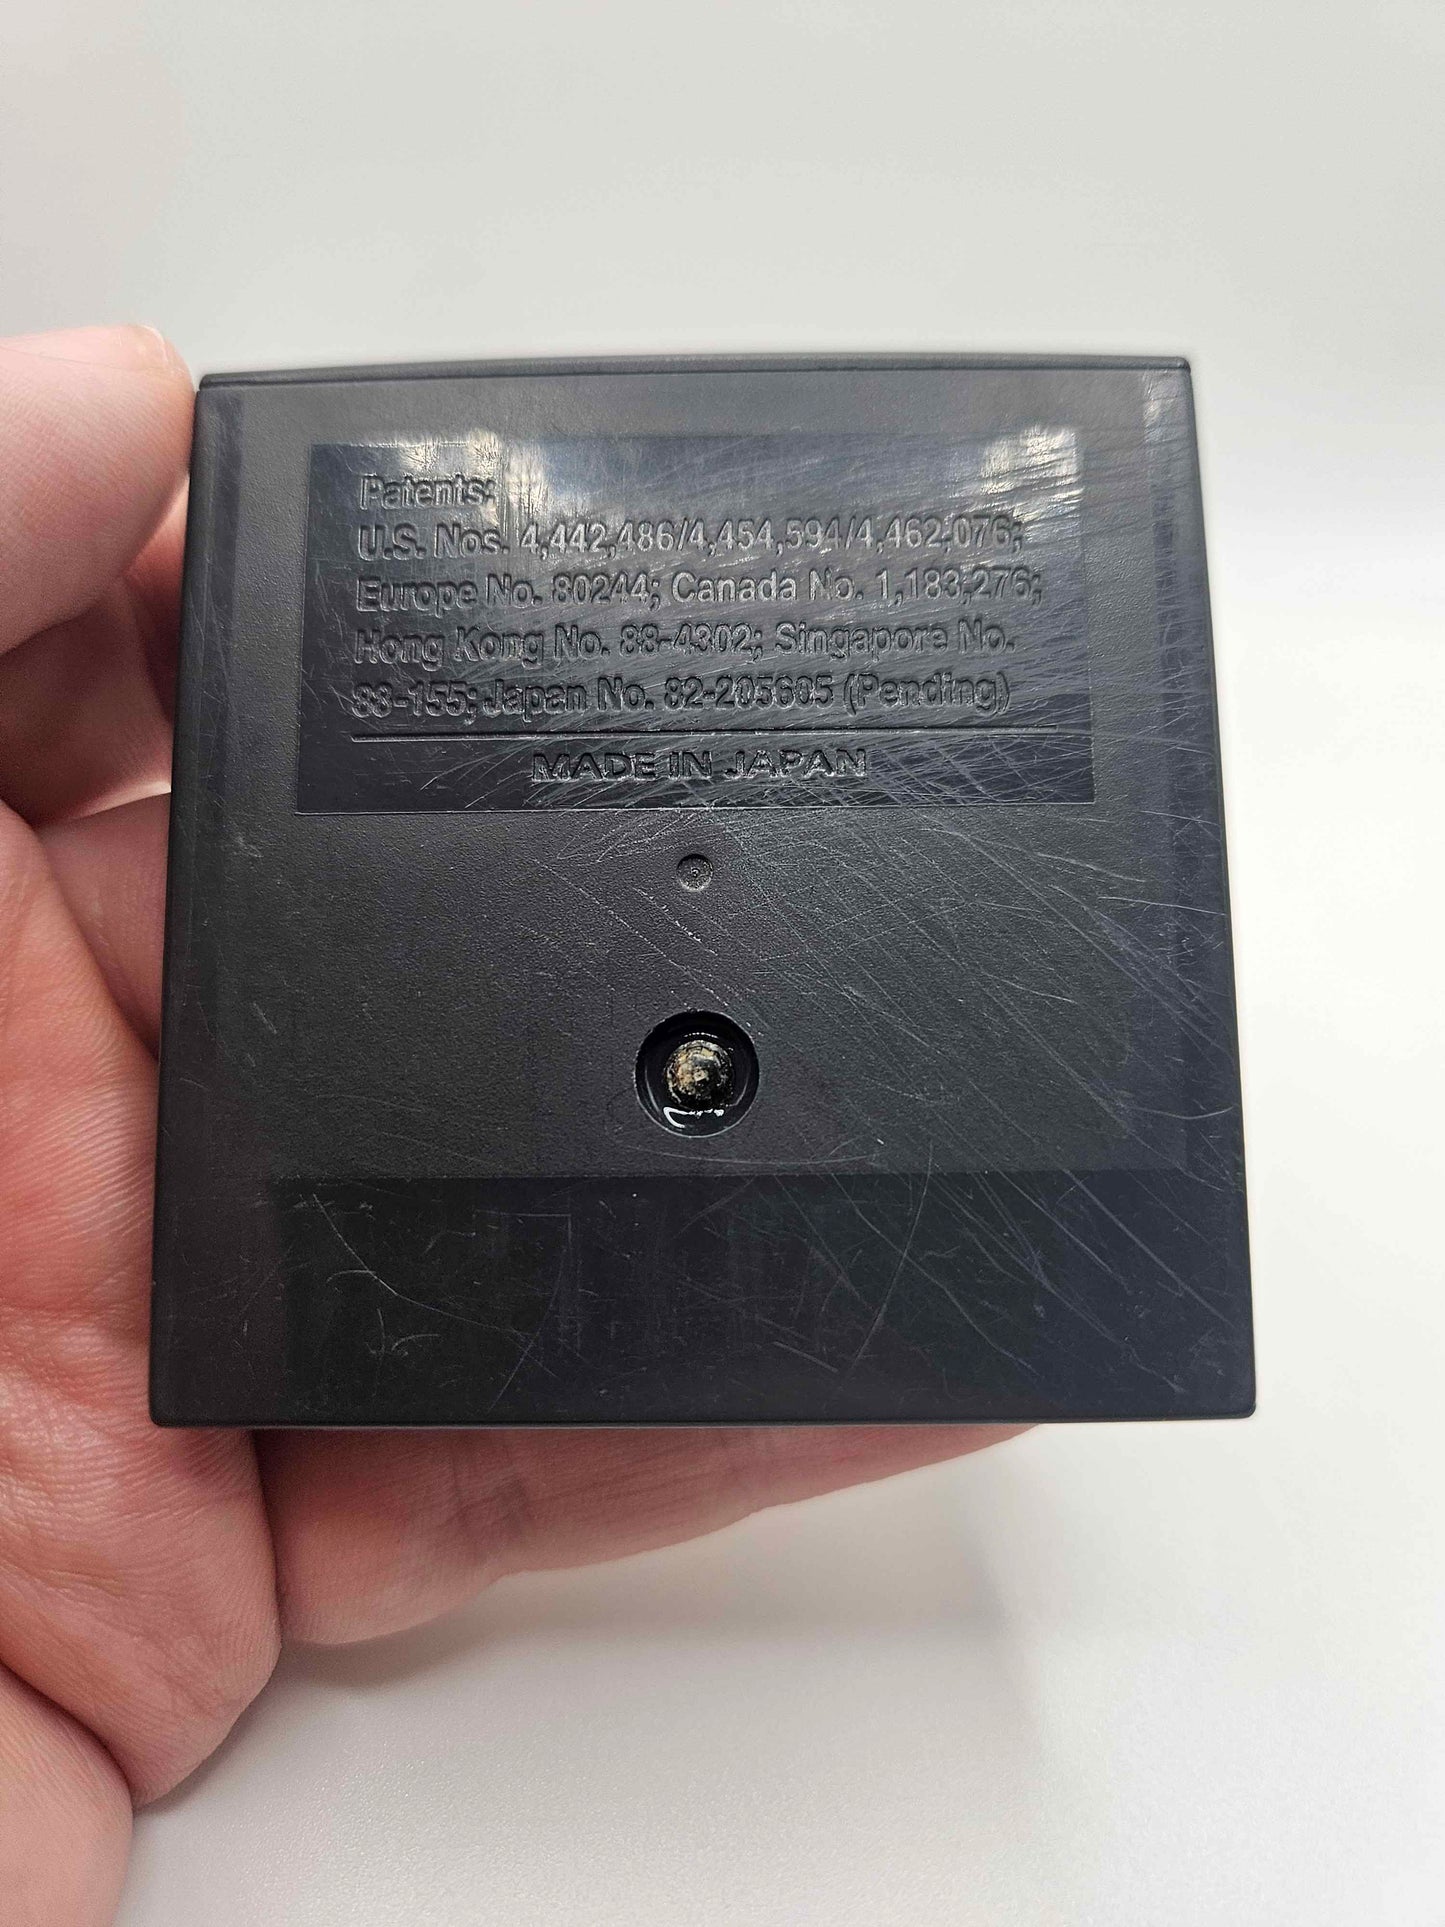 Patents:
U.S. Nos. 4,442,486/4,454,594/4,462,076;
Europe No. 80244; Canada No. 1,183,276;
Hong Kong No. 88-4302; Singapore No.
88-155; Japan No. 82-205605 (Pending)
MADE IN JAPAN